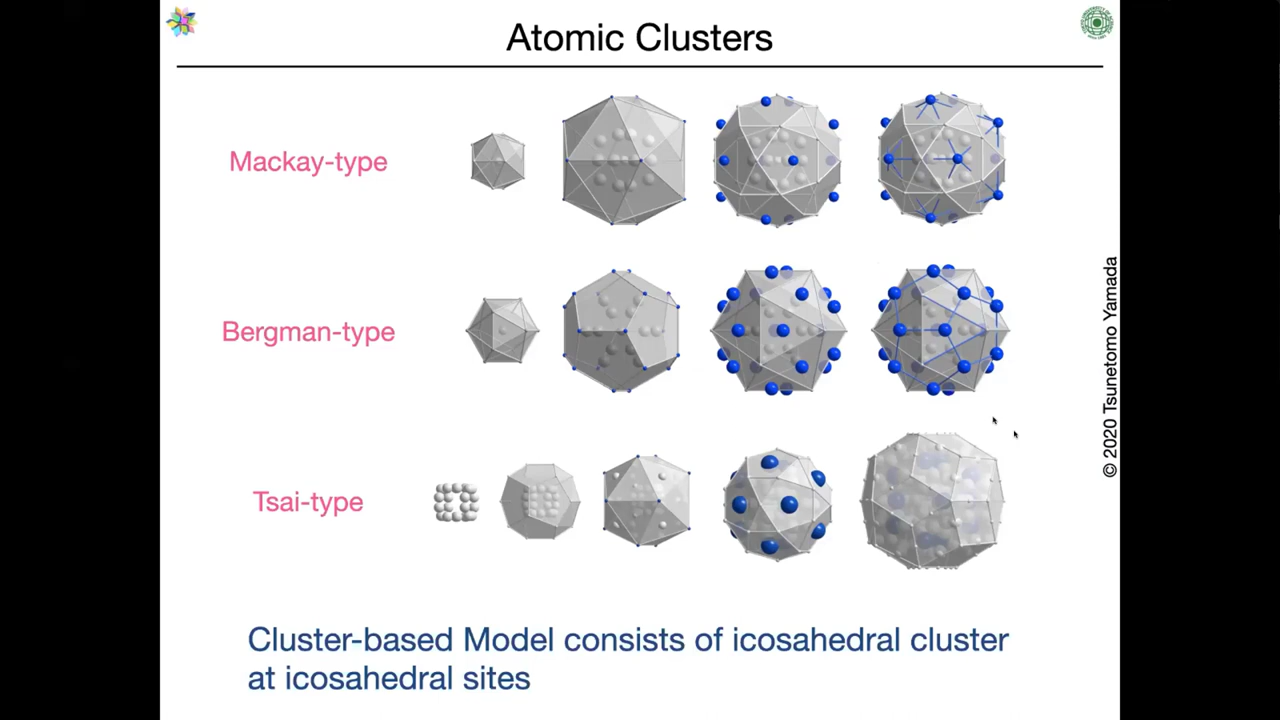 Atomic Clusters
Mackay-type
Bergman-type
Tsai-type
© 2020 Tsunetomo Yamada
Cluster-based Model consists of icosahedral cluster
at icosahedral sites